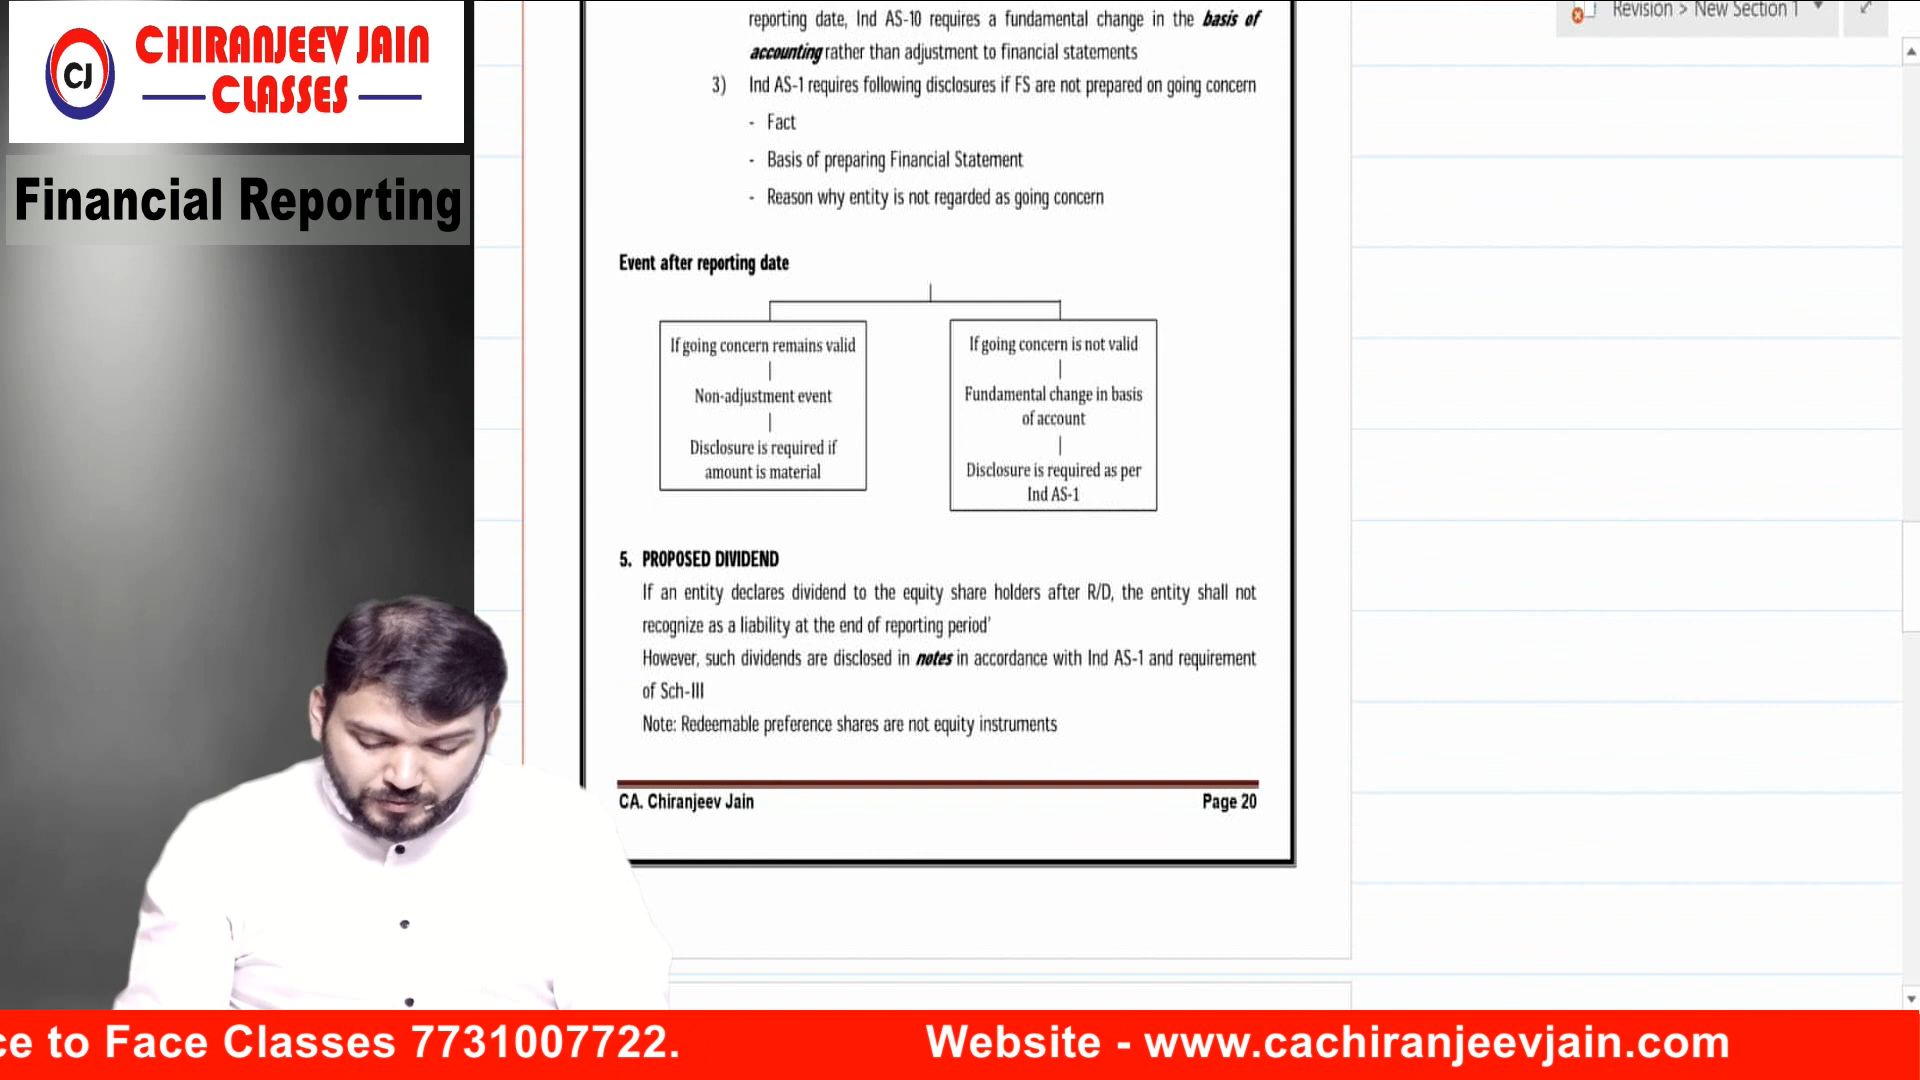 CJ
CHIRANJEEV JAIN
CLASSES
Financial Reporting
Revision > New Section 1
reporting date, Ind AS-10 requires a fundamental change in the basis of
accounting rather than adjustment to financial statements
3) Ind AS-1 requires following disclosures if FS are not prepared on going concern
- Fact
- Basis of preparing Financial Statement
- Reason why entity is not regarded as going concern
Event after reporting date
If going concern remains valid
Non-adjustment event
Disclosure is required if
amount is material
If going concern is not valid
Fundamental change in basis
of account
Disclosure is required as per
Ind AS-1
5. PROPOSED DIVIDEND
If an entity declares dividend to the equity share holders after R/D, the entity shall not
recognize as a liability at the end of reporting period'
However, such dividends are disclosed in notes in accordance with Ind AS-1 and requirement
of Sch-III
Note: Redeemable preference shares are not equity instruments
CA. Chiranjeev Jain
Page 20
ce to Face Classes 7731007722.
Website - www.cachiranjeevjain.com